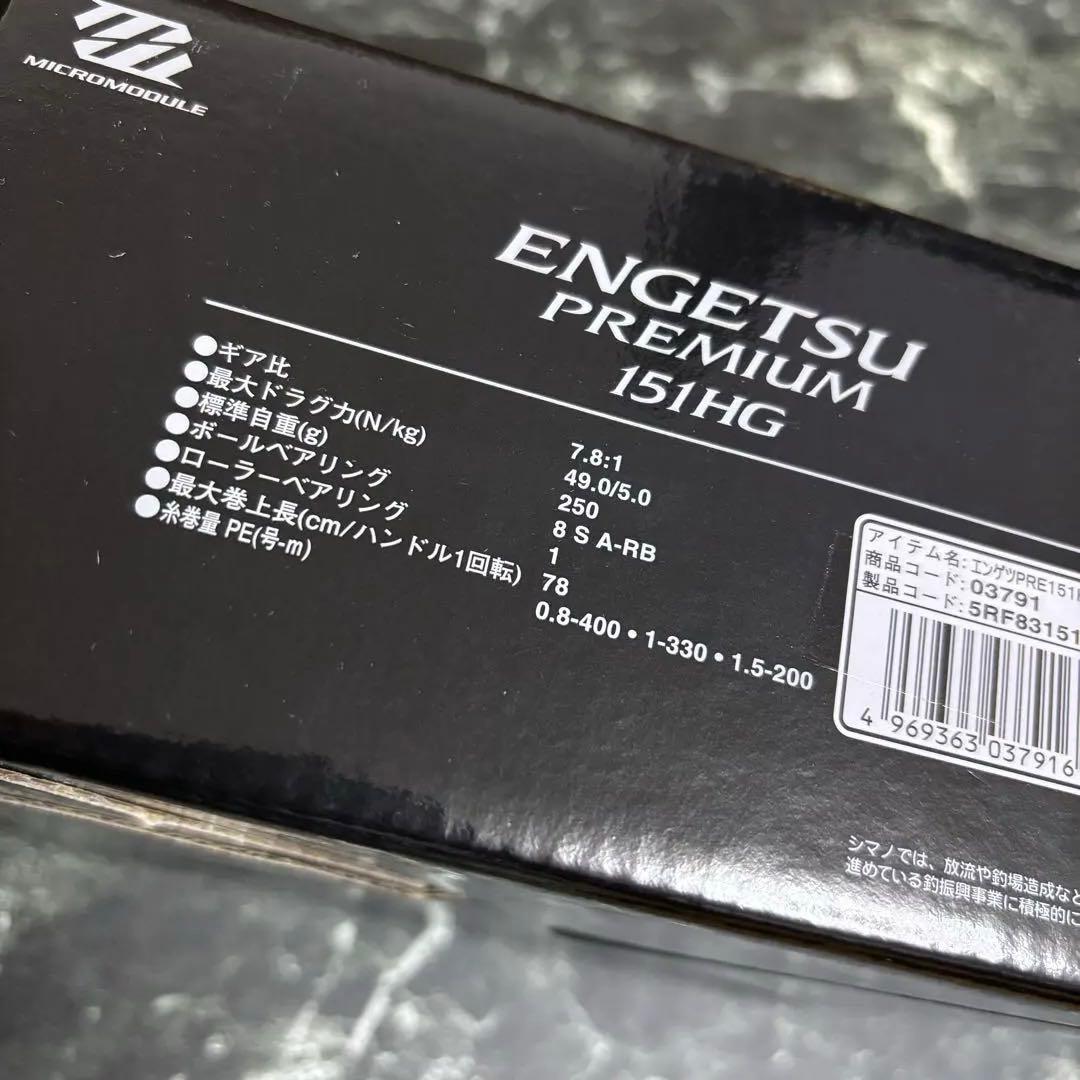 MICROMODULE
ENGETSU
PREMIUM
151HG
●ギア比 7.8:1
●最大ドラグ力(N/kg) 49.0/5.0
●標準自重(g) 250
●ボールベアリング 8 S A-RB
●ローラーベアリング 1
●最大巻上長(cm/ハンドル1回転) 78
●糸巻量 PE(号-m) 0.8-400・1-330・1.5-200
アイテム名: エンゲツPRE151
商品コード: 03791
製品コード: 5RF83151
4 969363 037916
シマノでは、放流や釣場造成など
進めている釣振興事業に積極的に